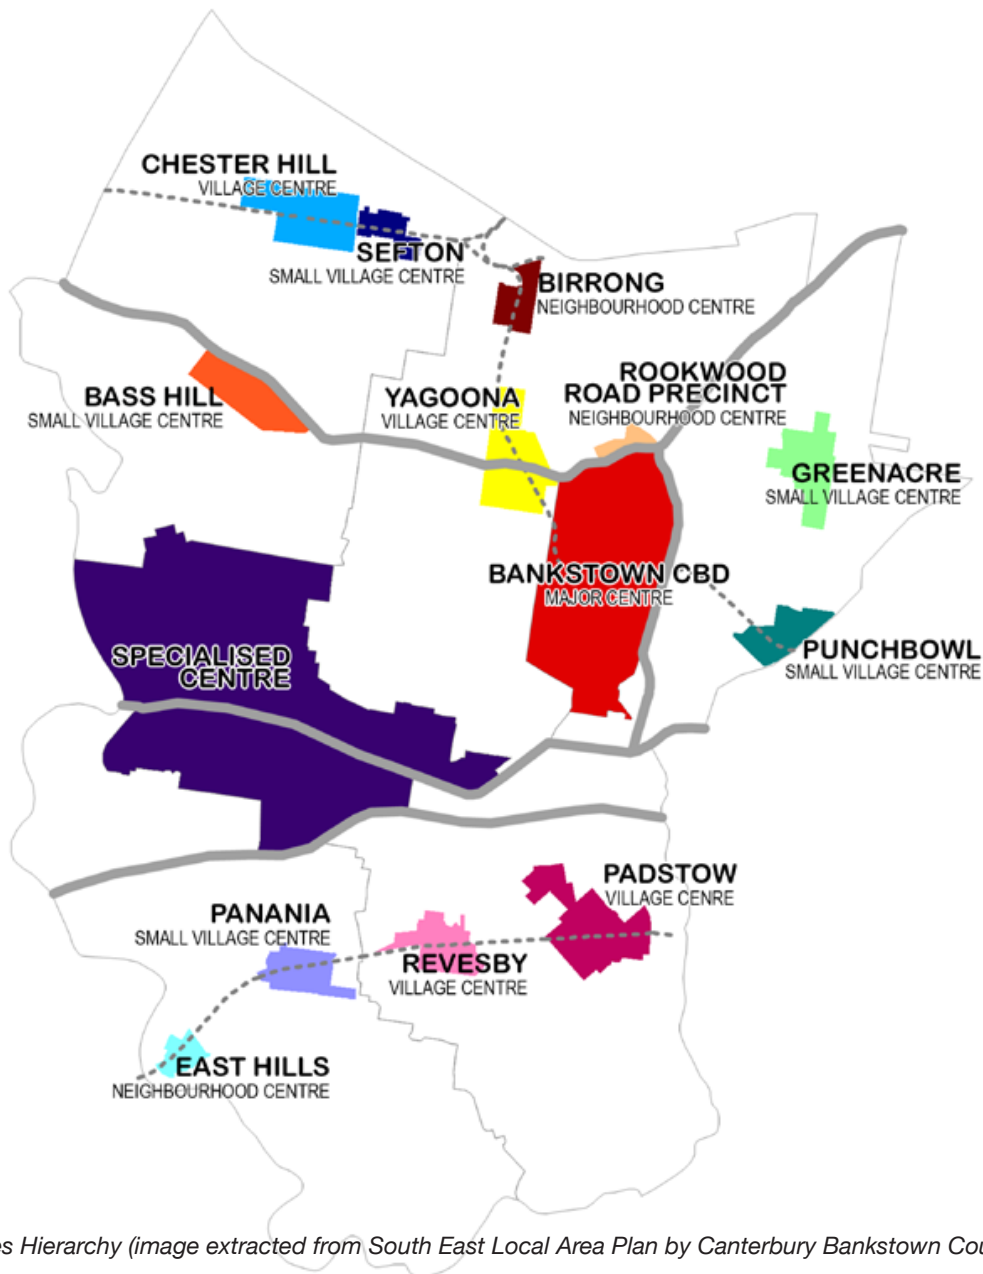 CHESTER HILL
VILLAGE CENTRE
SEFTON
SMALL VILLAGE CENTRE
BIRRONG
NEIGHBOURHOOD CENTRE
BASS HILL
SMALL VILLAGE CENTRE
YAGOONA
VILLAGE CENTRE
ROOKWOOD
ROAD PRECINCT
NEIGHBOURHOOD CENTRE
GREENACRE
SMALL VILLAGE CENTRE
BANKSTOWN CBD
MAJOR CENTRE
SPECIALISED
CENTRE
PUNCHBOWL
SMALL VILLAGE CENTRE
PADSTOW
VILLAGE CENRE
PANANIA
SMALL VILLAGE CENTRE
REVESBY
VILLAGE CENTRE
EAST HILLS
NEIGHBOURHOOD CENTRE
es Hierarchy (image extracted from South East Local Area Plan by Canterbury Bankstown Cou